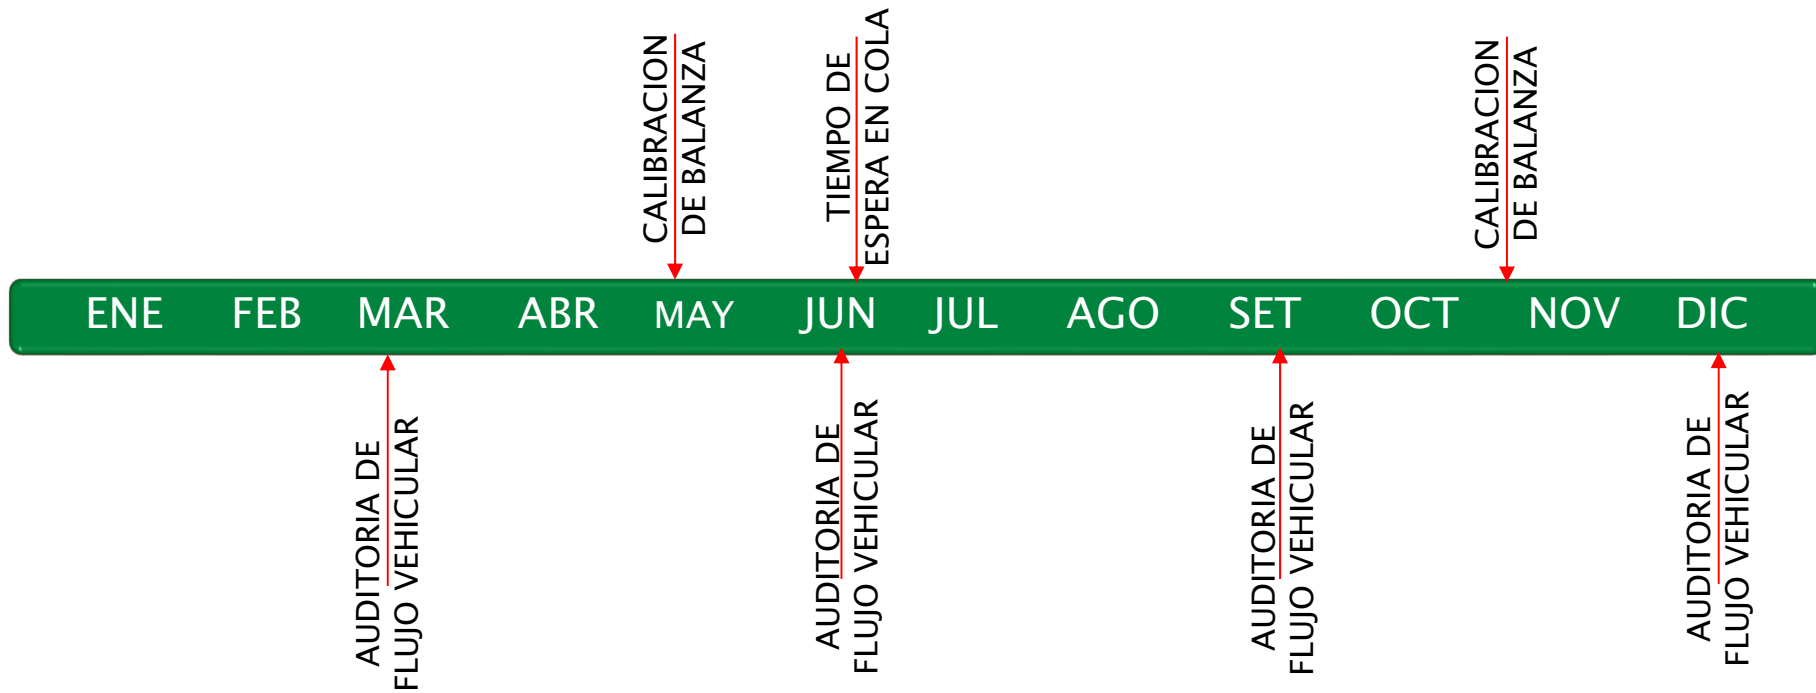 CALIBRACION
DE BALANZA
TIEMPO DE
ESPERA EN COLA
CALIBRACION
DE BALANZA
ENE FEB MAR ABR MAY JUN JUL AGO SET OCT NOV DIC
AUDITORIA DE
FLUJO VEHICULAR
AUDITORIA DE
FLUJO VEHICULAR
AUDITORIA DE
FLUJO VEHICULAR
AUDITORIA DE
FLUJO VEHICULAR